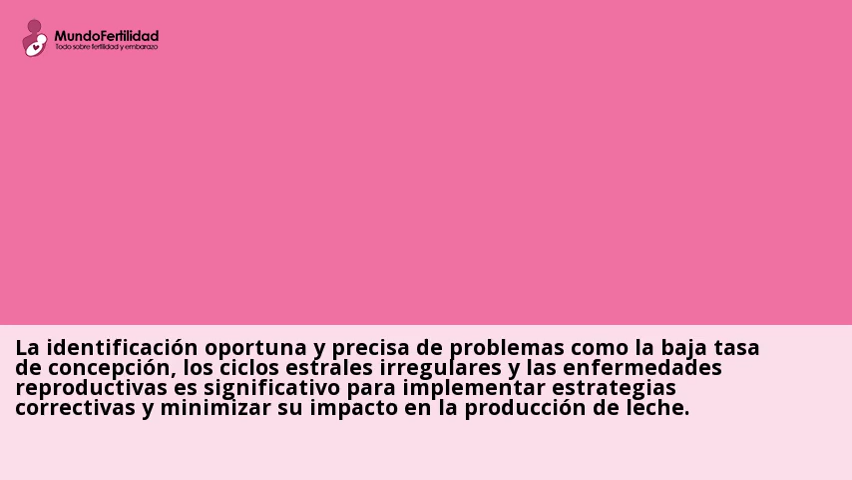 MundoFertilidad
Todo sobre fertilidad y embarazo
La identificación oportuna y precisa de problemas como la baja tasa
de concepción, los ciclos estrales irregulares y las enfermedades
reproductivas es significativo para implementar estrategias
correctivas y minimizar su impacto en la producción de leche.